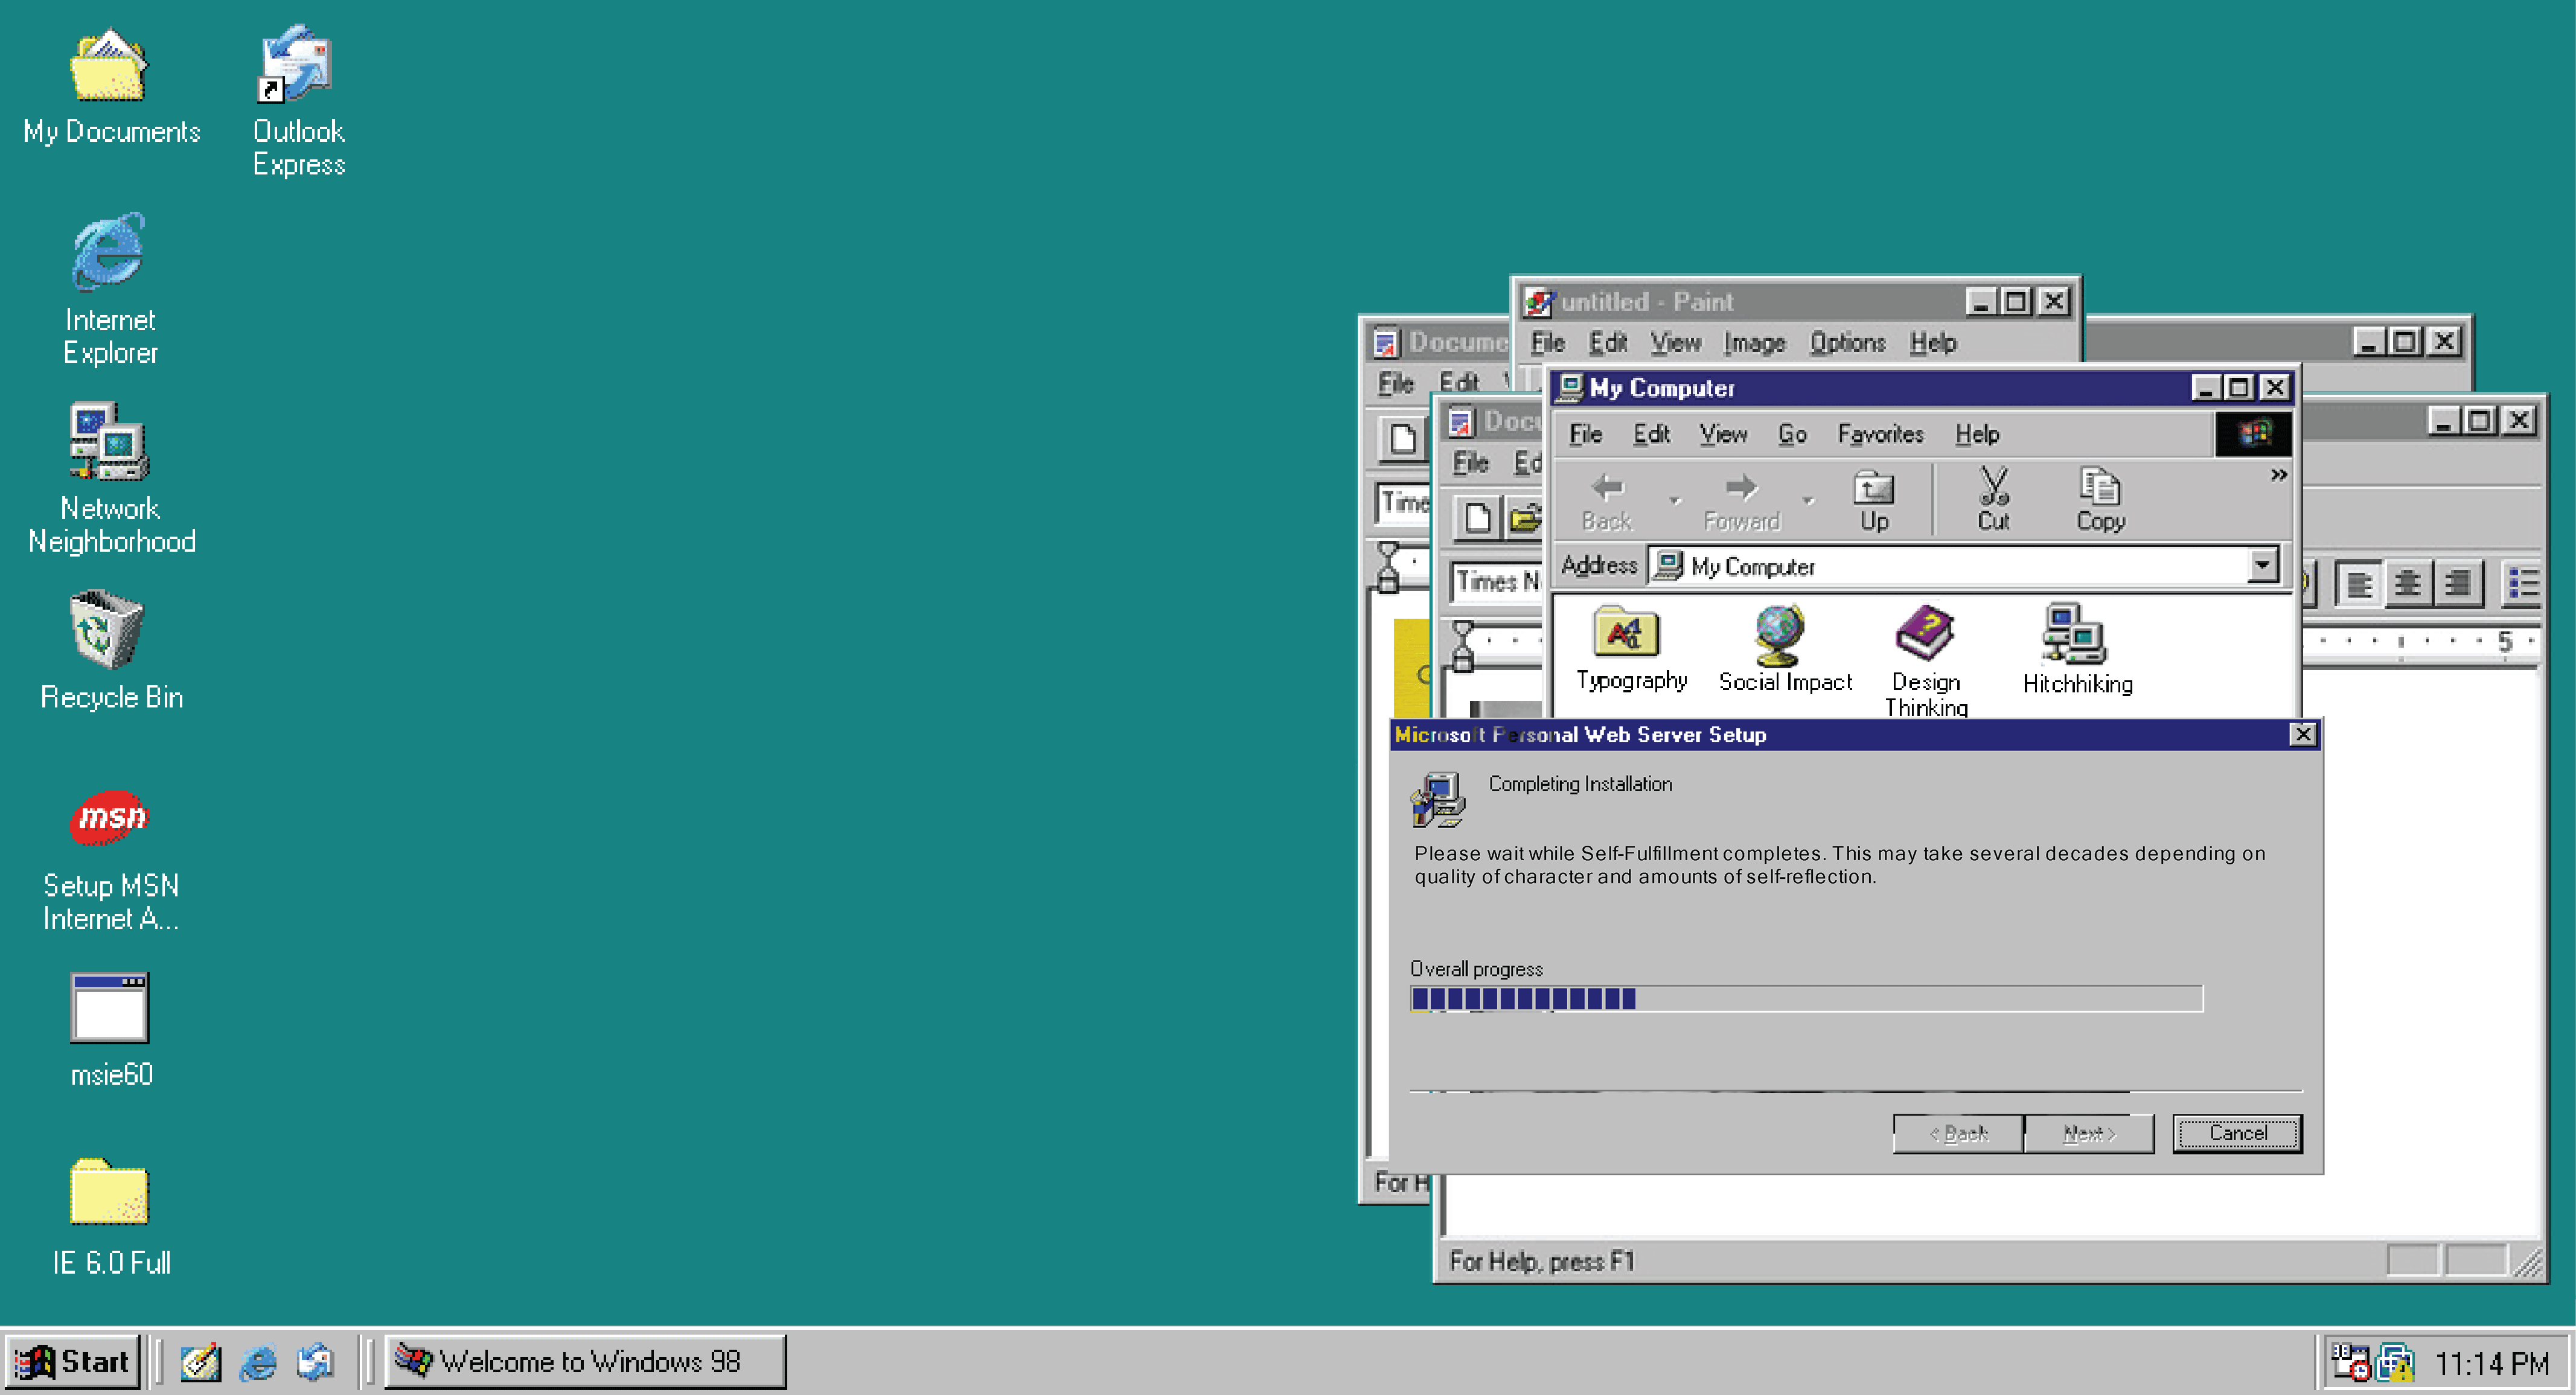 My Documents
Outlook
Express
Internet
Explorer
Network
Neighborhood
Recycle Bin
msn
Setup MSN
Internet A...
msie60
IE 6.0 Full
untitled - Paint
File Edit View Image Options Help
Docume
File Edit
Times
For H
Docu
File Ed
Times N
5
My Computer
File Edit View Go Favorites Help
Back Forward Up Cut Copy
Address My Computer
Typography
Social Impact
Design
Thinking
Hitchhiking
Microsoft Personal Web Server Setup
Completing Installation
Please wait while Self-Fulfillment completes. This may take several decades depending on
quality of character and amounts of self-reflection.
Overall progress
< Back Next > Cancel
For Help, press F1
Start
Welcome to Windows 98
11:14 PM